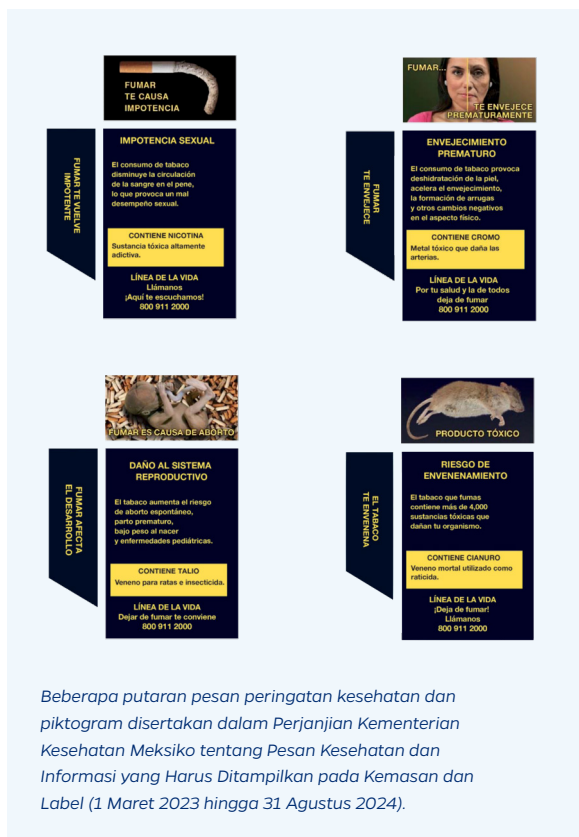 FUMAR
TE CAUSA
IMPOTENCIA
FUMAR TE VUELVE
IMPOTENTE
IMPOTENCIA SEXUAL
El consumo de tabaco
disminuye la circulación
de la sangre en el pene,
lo que provoca un mal
desempeño sexual.
CONTIENE NICOTINA
Sustancia tóxica altamente
adictiva.
LÍNEA DE LA VIDA
Llámanos
¡Aquí te escuchamos!
800 911 2000
FUMAR...
TE ENVEJECE
PREMATURAMENTE
FUMAR
TE ENVEJECE
ENVEJECIMIENTO
PREMATURO
El consumo de tabaco provoca
deshidratación de la piel,
acelera el envejecimiento,
la formación de arrugas
y otros cambios negativos
en el aspecto físico.
CONTIENE CROMO
Metal tóxico que daña las
arterias.
LÍNEA DE LA VIDA
Por tu salud y la de todos
deja de fumar
800 911 2000
FUMAR ES CAUSA DE ABORTO
FUMAR AFECTA
EL DESARROLLO
DAÑO AL SISTEMA
REPRODUCTIVO
El tabaco aumenta el riesgo
de aborto espontáneo,
parto prematuro,
bajo peso al nacer
y enfermedades pediátricas.
CONTIENE TALIO
Veneno para ratas e insecticida.
LÍNEA DE LA VIDA
Dejar de fumar te conviene
800 911 2000
PRODUCTO TÓXICO
EL TABACO
TE ENVENENA
RIESGO DE
ENVENENAMIENTO
El tabaco que fumas
contiene más de 4,000
sustancias tóxicas que
dañan tu organismo.
CONTIENE CIANURO
Veneno mortal utilizado como
raticida.
LÍNEA DE LA VIDA
¡Deja de fumar!
Llámanos
800 911 2000
Beberapa putaran pesan peringatan kesehatan dan
piktogram disertakan dalam Perjanjian Kementerian
Kesehatan Meksiko tentang Pesan Kesehatan dan
Informasi yang Harus Ditampilkan pada Kemasan dan
Label (1 Maret 2023 hingga 31 Agustus 2024).